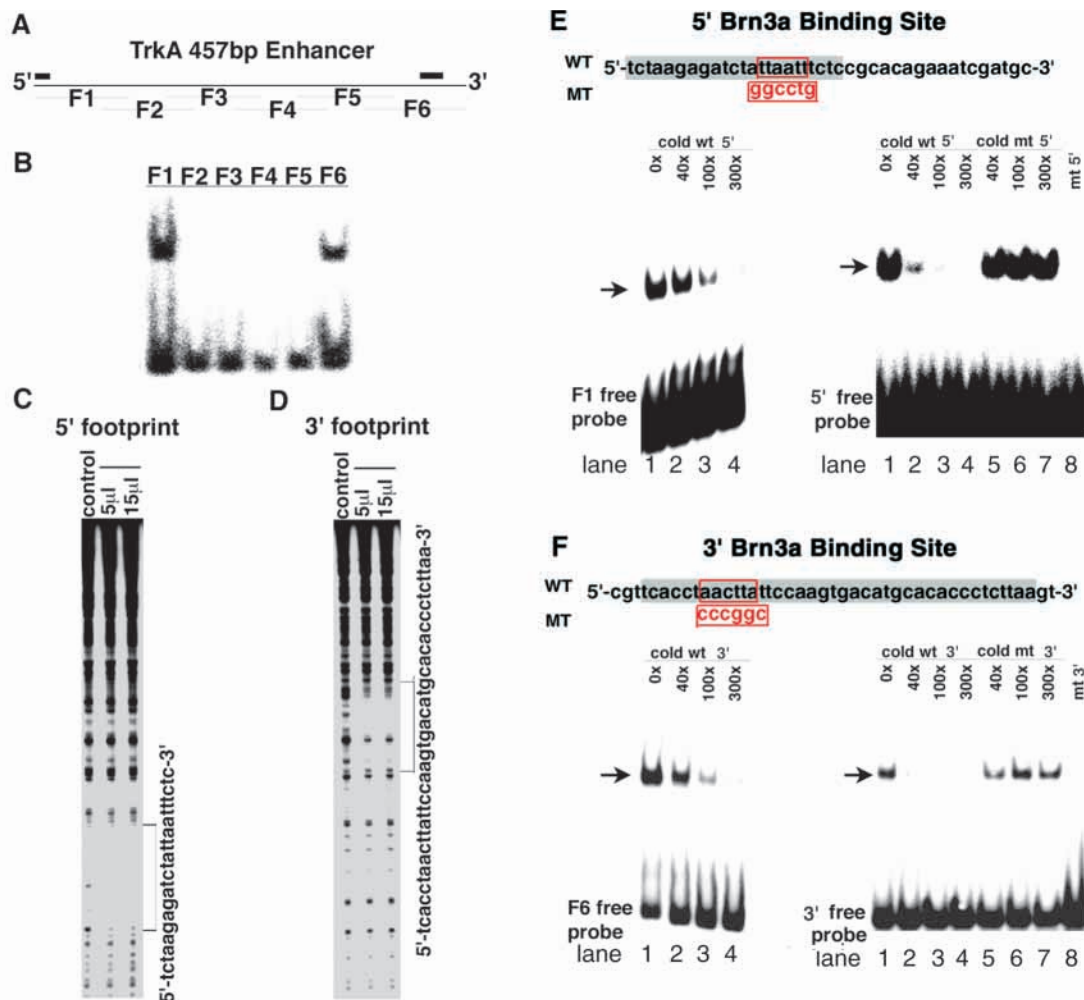 A
TrkA 457bp Enhancer
5' 3'
F1 F2 F3 F4 F5 F6
B
F1 F2 F3 F4 F5 F6
C
5' footprint
control
5µl
15µl
5'-tctaagagatctattaatttctc-3'
D
3' footprint
control
5µl
15µl
5'-tcacctaacttattccaagtgacatgcacaccctcttaa-3'
E
5' Brn3a Binding Site
WT 5'-tctaagagatctattaatttctccgcacagaaatcgatgc-3'
MT ggcctg
cold wt 5'
0x 40x 100x 300x
F1 free probe
lane 1 2 3 4
cold wt 5' cold mt 5'
0x 40x 100x 300x 40x 100x 300x mt 5'
5' free probe
lane 1 2 3 4 5 6 7 8
F
3' Brn3a Binding Site
WT 5'-cgttcacctaacttattccaagtgacatgcacaccctcttaagt-3'
MT cccggc
cold wt 3'
0x 40x 100x 300x
F6 free probe
lane 1 2 3 4
cold wt 3' cold mt 3'
0x 40x 100x 300x 40x 100x 300x mt 3'
3' free probe
lane 1 2 3 4 5 6 7 8